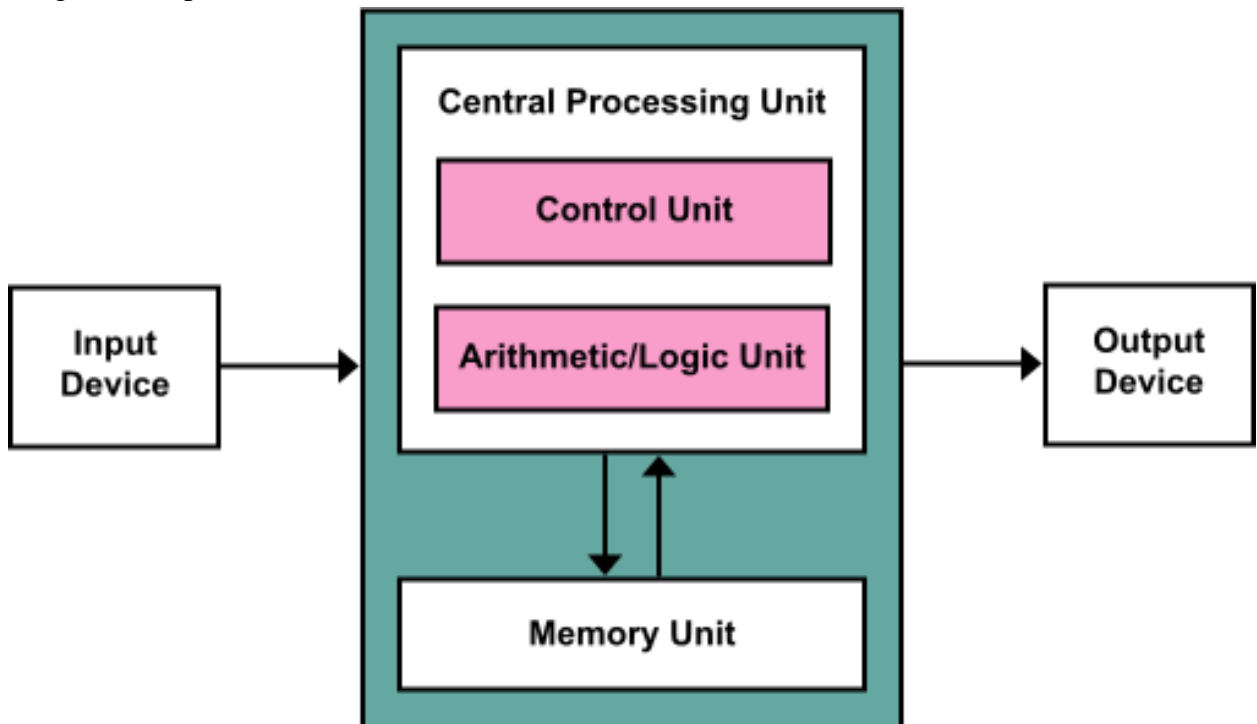 Central Processing Unit
Control Unit
Arithmetic/Logic Unit
Input
Device
Output
Device
Memory Unit